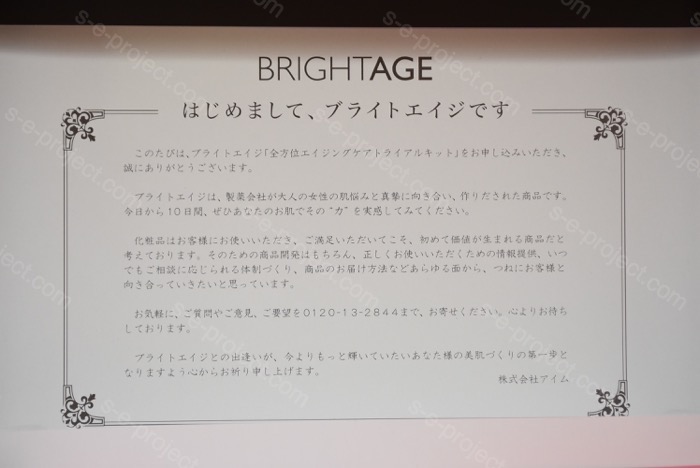 BRIGHTAGE
はじめまして、ブライトエイジです
このたびは、ブライトエイジ「全方位エイジングケアトライアルキット」をお申し込みいただき、
誠にありがとうございます。
ブライトエイジは、製薬会社が大人の女性の肌悩みと真摯に向き合い、作りだされた商品です。
今日から10日間、ぜひあなたのお肌でその“力”を実感してみてください。
化粧品はお客様にお使いいただき、ご満足いただいてこそ、初めて価値が生まれる商品だと
考えております。そのための商品開発はもちろん、正しくお使いいただくための情報提供、いつ
でもご相談に応じられる体制づくり、商品のお届け方法などあらゆる面から、つねにお客様と
向き合っていきたいと思っています。
お気軽に、ご質問やご意見、ご要望を0120-13-2844まで、お寄せください。心よりお待ち
しております。
ブライトエイジとの出逢いが、今よりもっと輝いていたいあなた様の美肌づくりの第一歩と
なりますよう心からお祈り申し上げます。
株式会社アイム
s-e-project.com